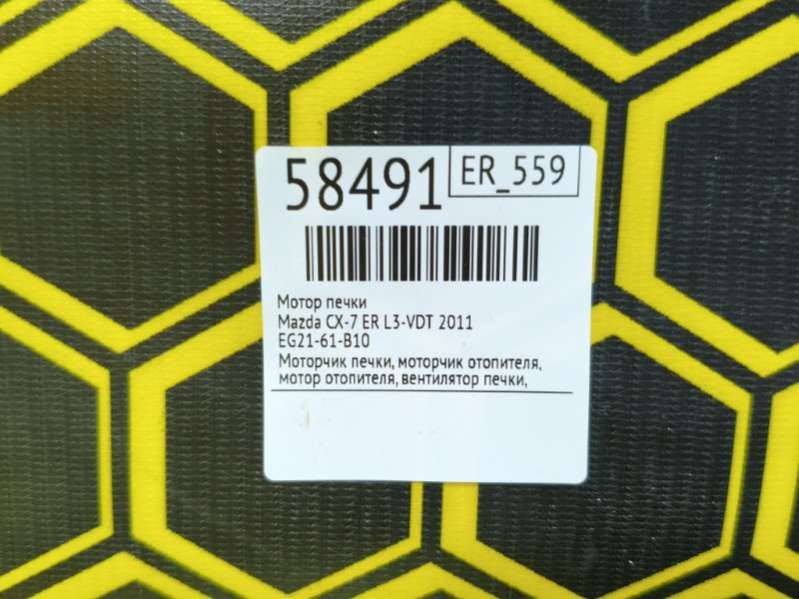 58491
ER_559
Мотор печки
Mazda CX-7 ER L3-VDT 2011
EG21-61-B10
Моторчик печки, моторчик отопителя,
мотор отопителя, вентилятор печки,